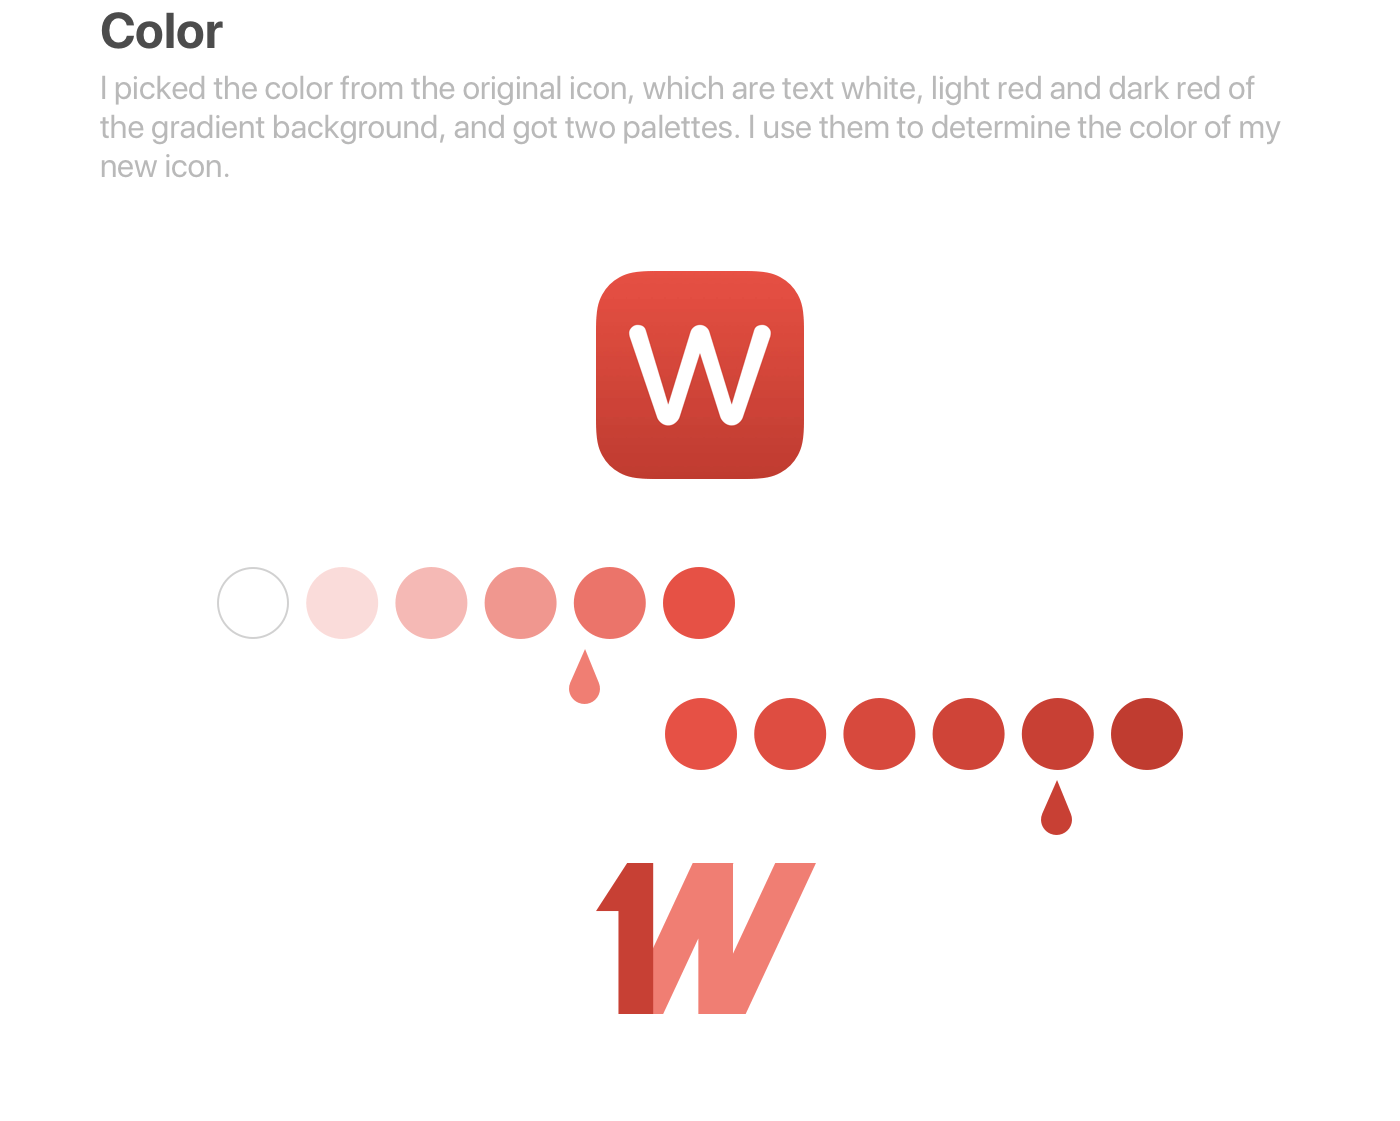 Color
I picked the color from the original icon, which are text white, light red and dark red of
the gradient background, and got two palettes. I use them to determine the color of my
new icon.
W
1W